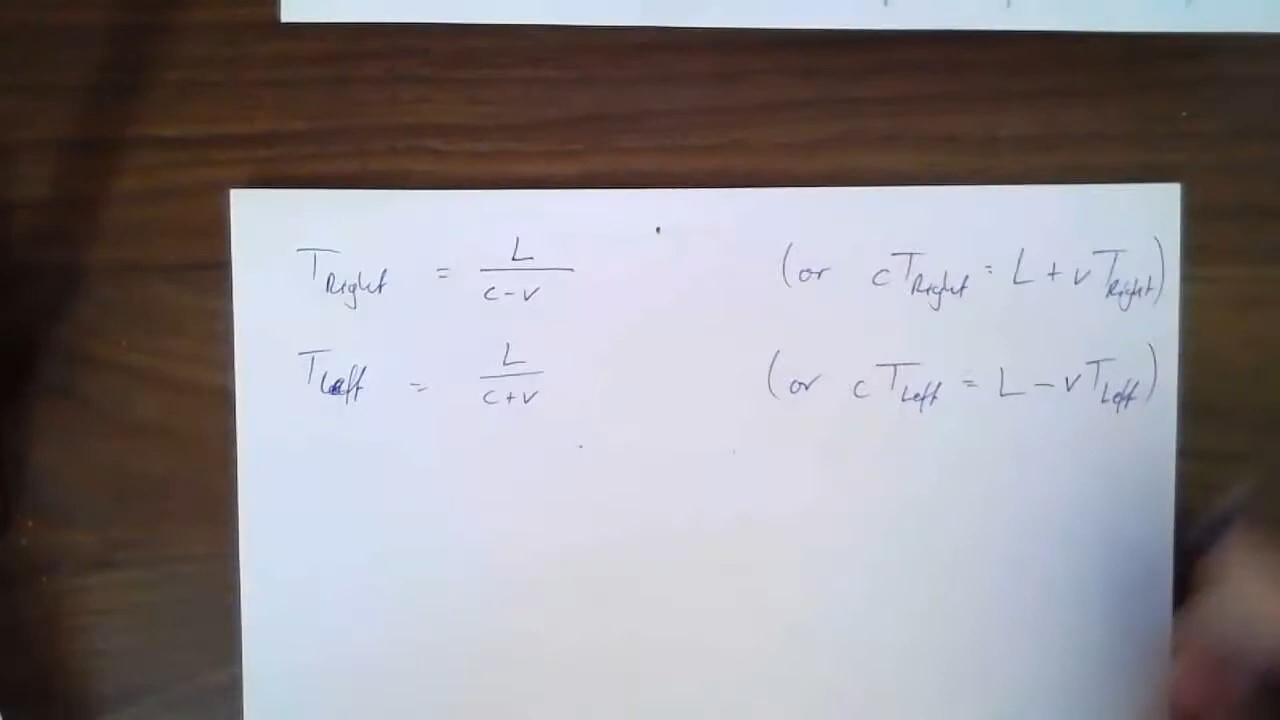 T_Right = L/(c-v) (or cT_Right = L + vT_Right)
T_Left = L/(c+v) (or cT_Left = L - vT_Left)